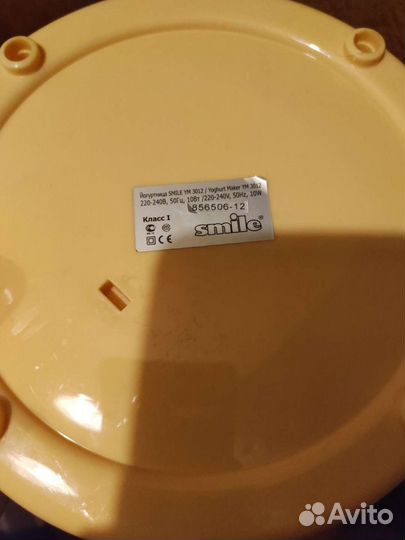 Йогуртница SMILE YM 3012 / Yoghurt Maker YM 3012
220-240В, 50Гц, 10Вт /220-240V, 50Hz, 10W
856506-12
Класс I
smile®
Avito